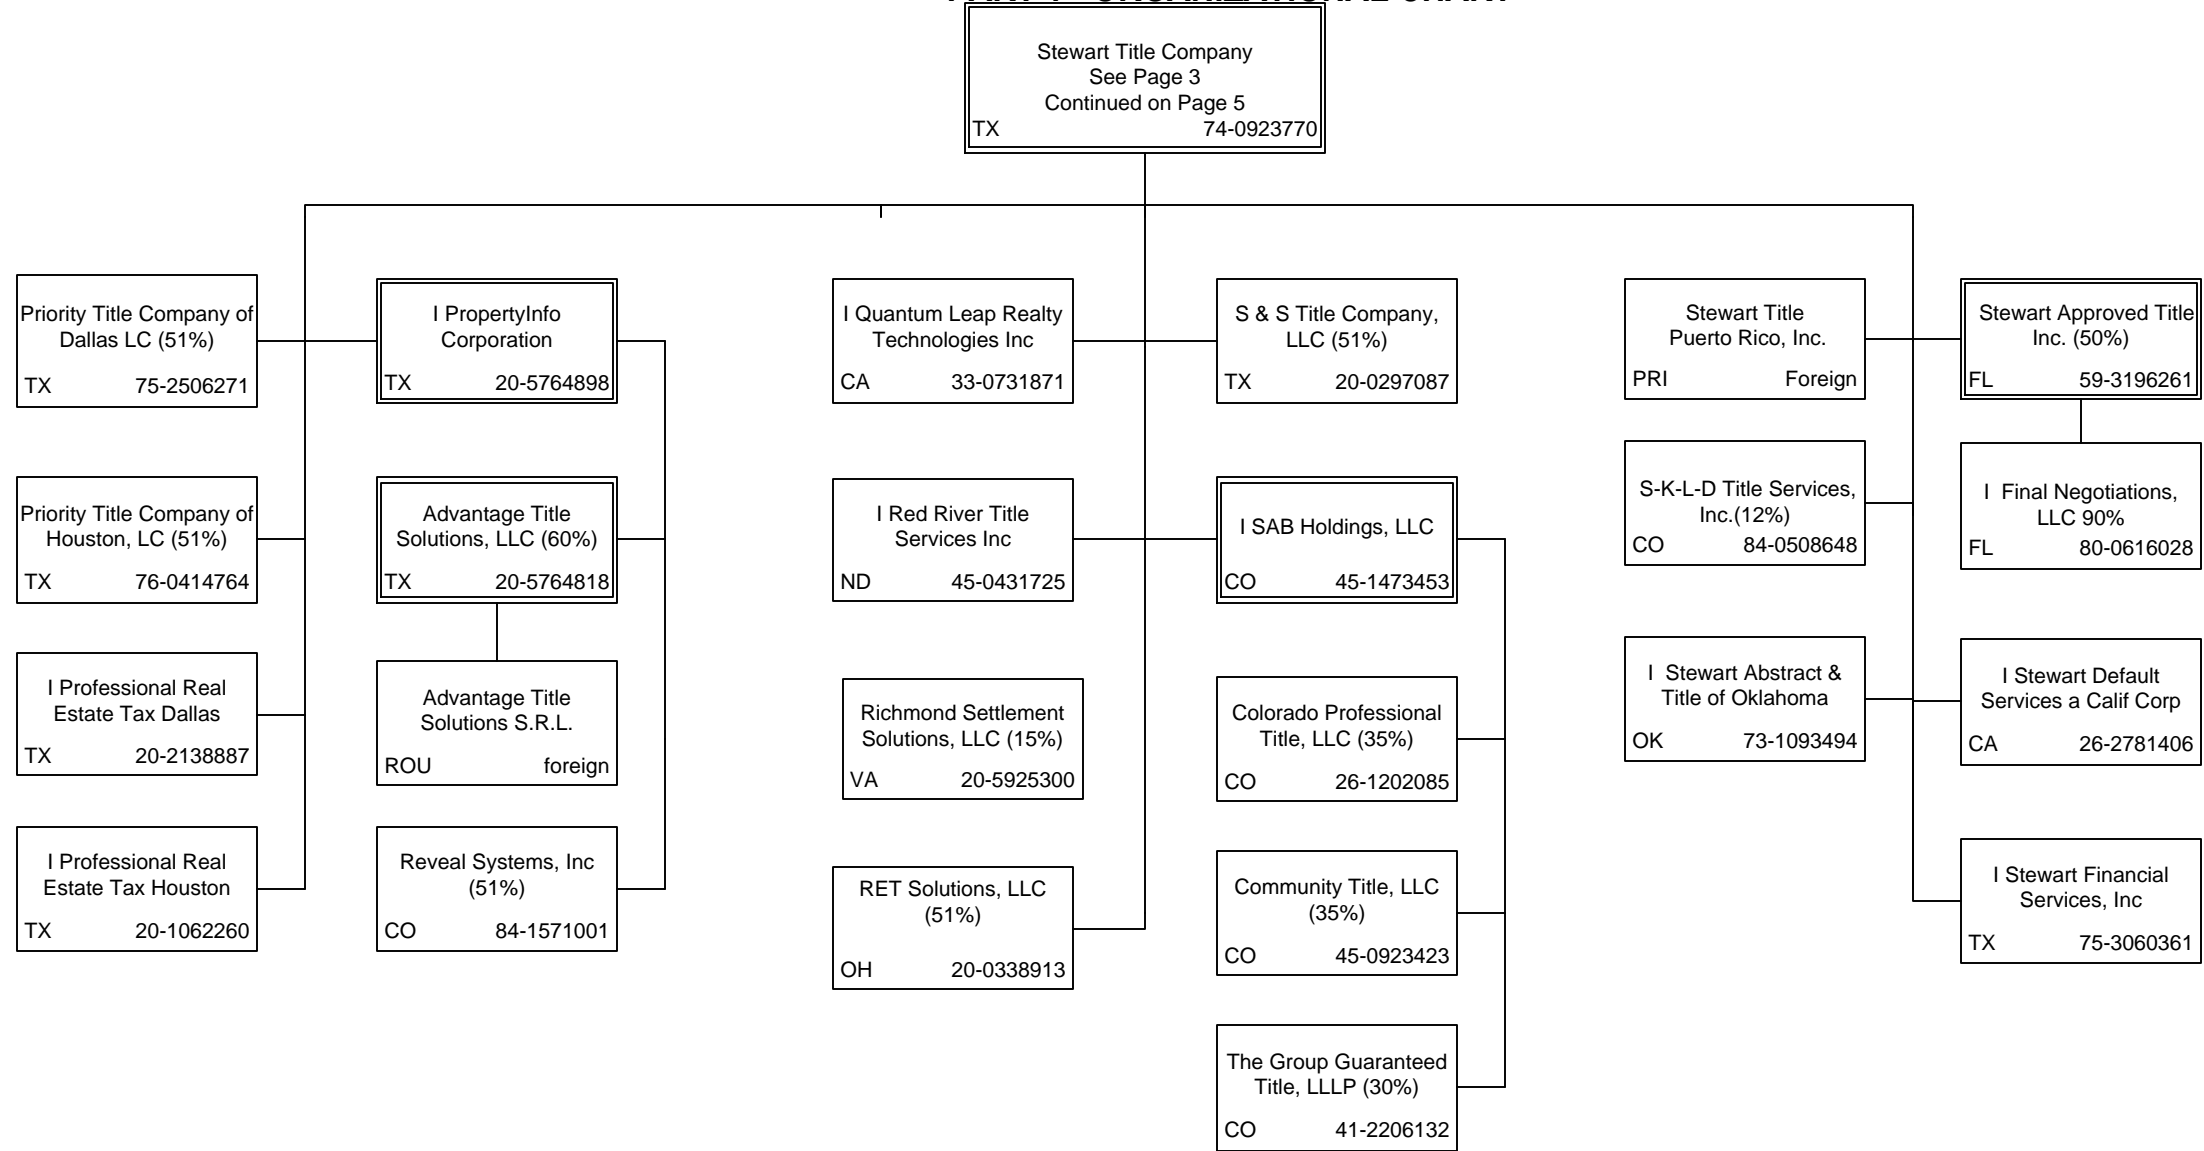 Stewart Title Company
See Page 3
Continued on Page 5
TX 74-0923770
Priority Title Company of
Dallas LC (51%)
TX 75-2506271
I PropertyInfo
Corporation
TX 20-5764898
I Quantum Leap Realty
Technologies Inc
CA 33-0731871
S & S Title Company,
LLC (51%)
TX 20-0297087
Stewart Title
Puerto Rico, Inc.
PRI Foreign
Stewart Approved Title
Inc. (50%)
FL 59-3196261
Priority Title Company of
Houston, LC (51%)
TX 76-0414764
Advantage Title
Solutions, LLC (60%)
TX 20-5764818
I Red River Title
Services Inc
ND 45-0431725
I SAB Holdings, LLC
CO 45-1473453
S-K-L-D Title Services,
Inc.(12%)
CO 84-0508648
I Final Negotiations,
LLC 90%
FL 80-0616028
I Professional Real
Estate Tax Dallas
TX 20-2138887
Advantage Title
Solutions S.R.L.
ROU foreign
Richmond Settlement
Solutions, LLC (15%)
VA 20-5925300
Colorado Professional
Title, LLC (35%)
CO 26-1202085
I Stewart Abstract &
Title of Oklahoma
OK 73-1093494
I Stewart Default
Services a Calif Corp
CA 26-2781406
I Professional Real
Estate Tax Houston
TX 20-1062260
Reveal Systems, Inc
(51%)
CO 84-1571001
RET Solutions, LLC
(51%)
OH 20-0338913
Community Title, LLC
(35%)
CO 45-0923423
I Stewart Financial
Services, Inc
TX 75-3060361
The Group Guaranteed
Title, LLLP (30%)
CO 41-2206132